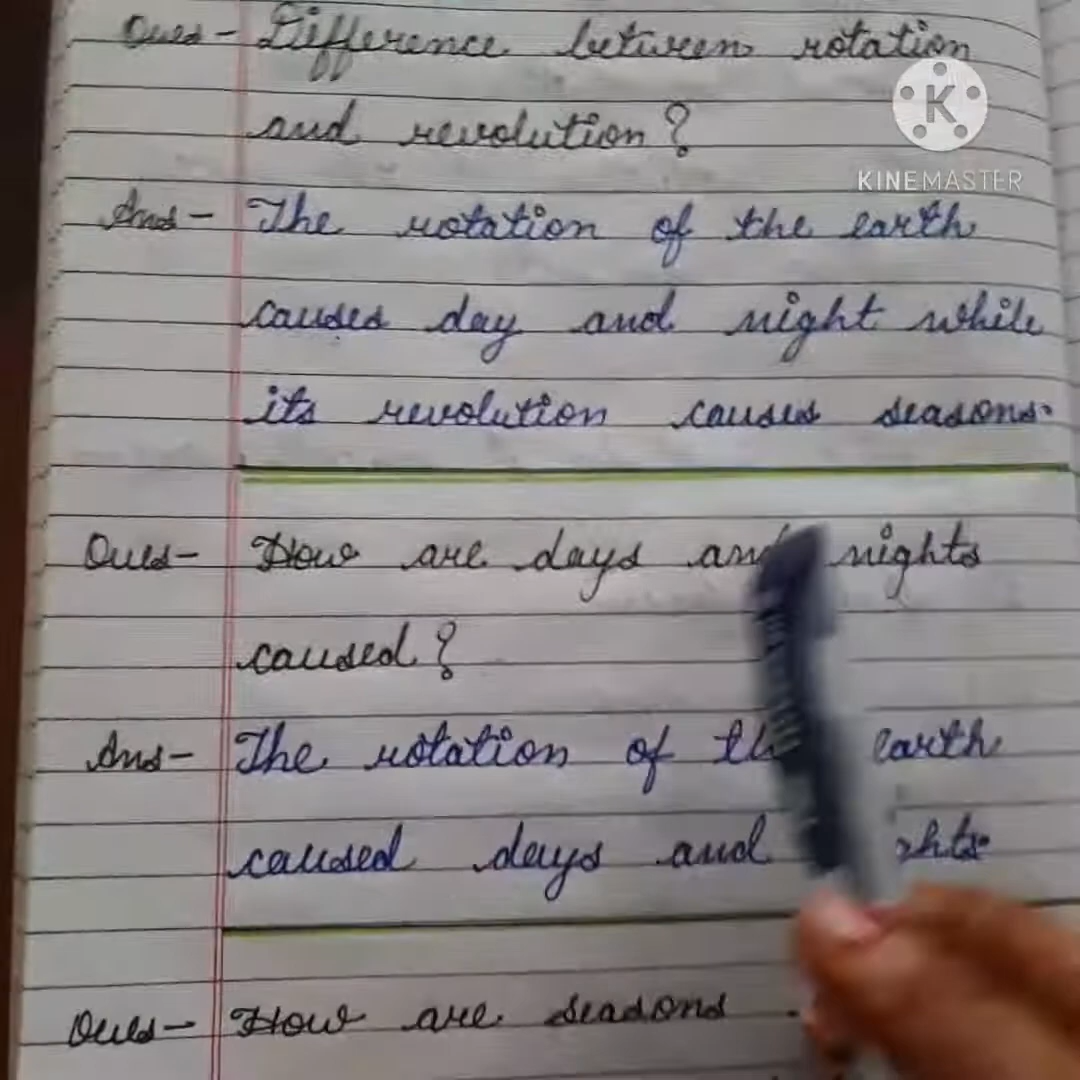 Ques- Difference between rotation
and revolution?
Ans- The rotation of the earth
causes day and night while
its revolution causes seasons.
Ques- How are days and nights
caused?
Ans- The rotation of earth
caused days and
Ques- How are seasons
K
KINEMASTER